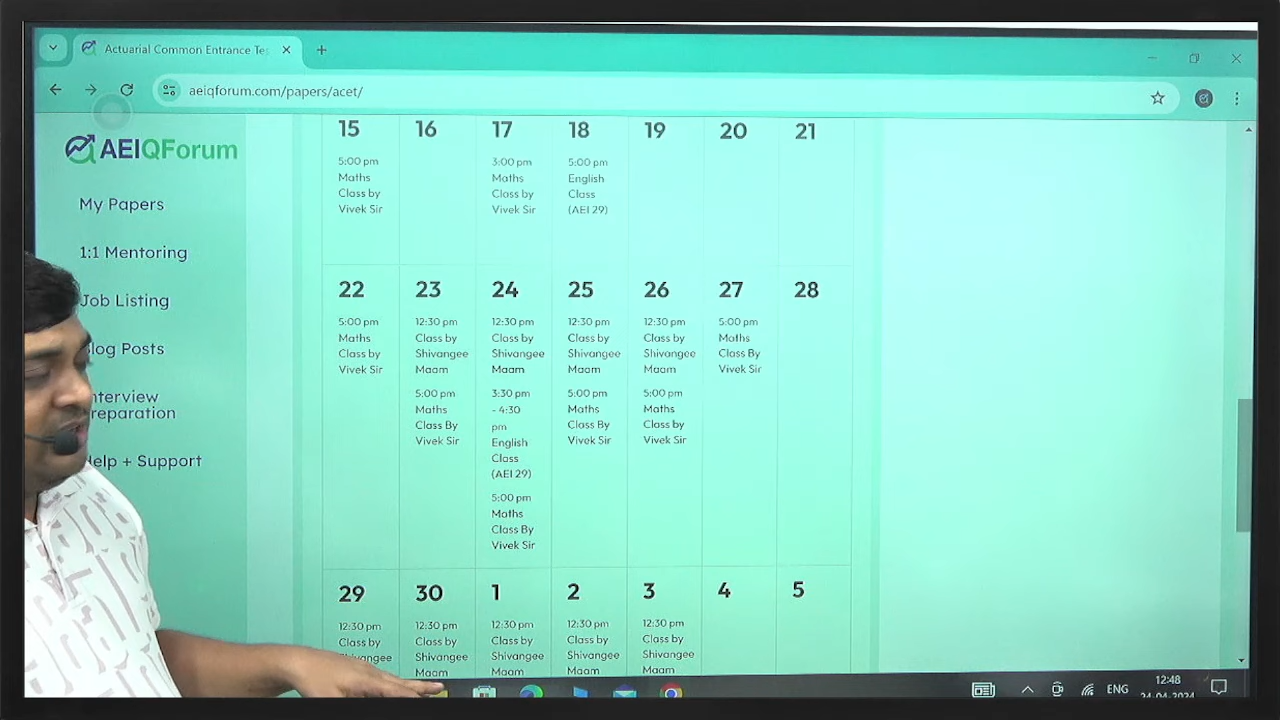 Actuarial Common Entrance Te
aeiqforum.com/papers/acet/
AEIQForum
My Papers
1:1 Mentoring
Job Listing
Blog Posts
Interview
Preparation
Help + Support
15 16 17 18 19 20 21
5:00 pm
Maths
Class by
Vivek Sir
3:00 pm
Maths
Class by
Vivek Sir
5:00 pm
English
Class
(AEI 29)
22 23 24 25 26 27 28
5:00 pm
Maths
Class by
Vivek Sir
12:30 pm
Class by
Shivangee
Maam
5:00 pm
Maths
Class By
Vivek Sir
12:30 pm
Class by
Shivangee
Maam
3:30 pm
- 4:30
pm
English
Class
(AEI 29)
5:00 pm
Maths
Class By
Vivek Sir
12:30 pm
Class by
Shivangee
Maam
5:00 pm
Maths
Class by
Vivek Sir
12:30 pm
Class by
Shivangee
Maam
5:00 pm
Maths
Class by
Vivek Sir
5:00 pm
Maths
Class By
Vivek Sir
29 30 1 2 3 4 5
12:30 pm
Class by
Shivangee
12:30 pm
Class by
Shivangee
Maam
12:30 pm
Class by
Shivangee
Maam
12:30 pm
Class by
Shivangee
Maam
12:30 pm
Class by
Shivangee
Maam
ENG
12:48
24-04-2024